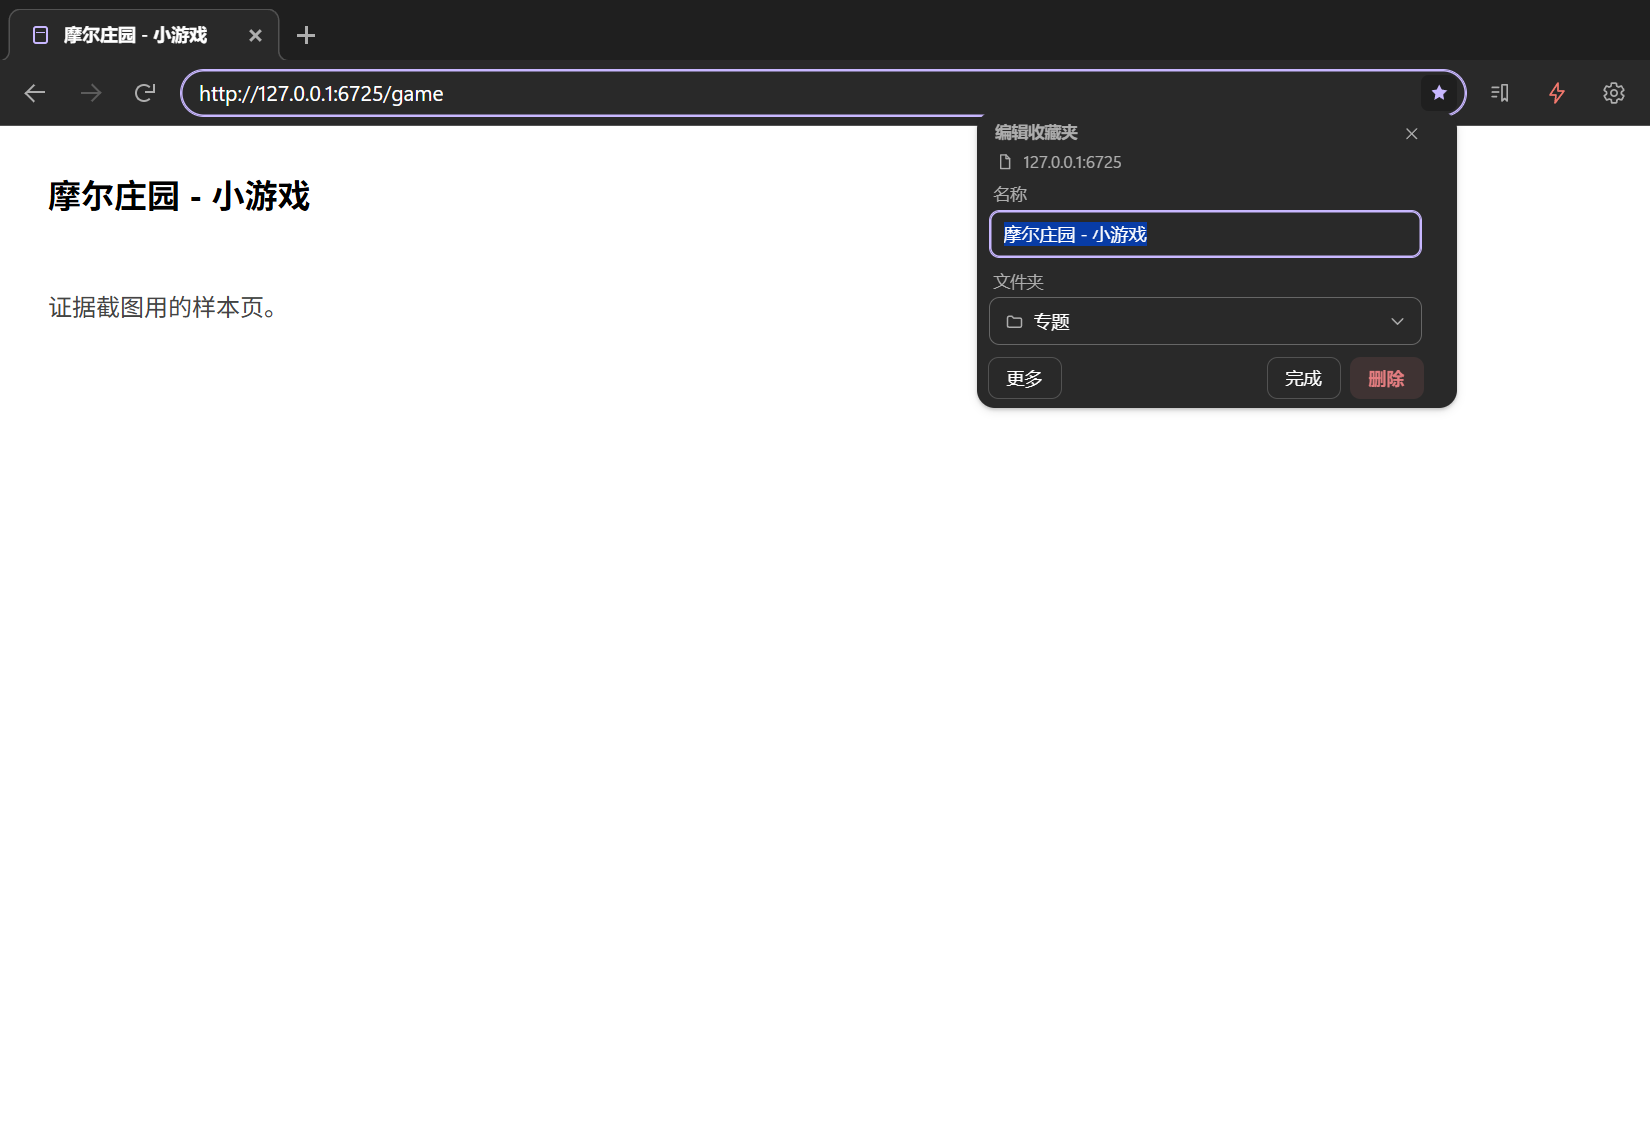 摩尔庄园 - 小游戏
http://127.0.0.1:6725/game
编辑收藏夹
127.0.0.1:6725
名称
摩尔庄园 - 小游戏
文件夹
专题
更多
完成
删除
摩尔庄园 - 小游戏
证据截图用的样本页。